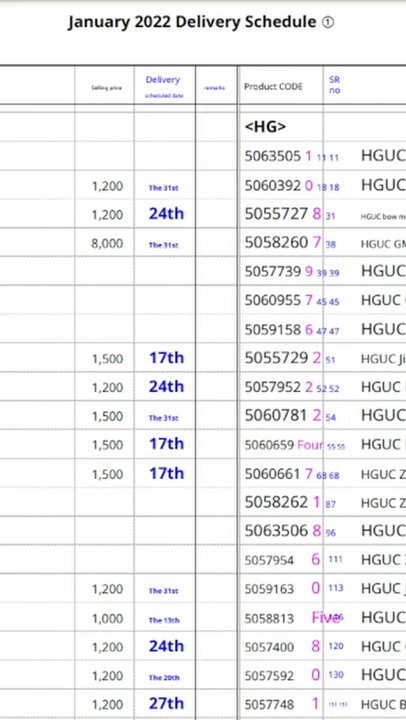 January 2022 Delivery Schedule ①
Selling price Delivery scheduled date remarks Product CODE SR no
<HG>
5063505 1 11 11 HGUC
1,200 The 31st 5060392 0 18 18 HGUC
1,200 24th 5055727 8 31 HGUC bow m
8,000 The 31st 5058260 7 38 HGUC GM
5057739 9 39 39 HGUC
5060955 7 45 45 HGUC
5059158 6 47 47 HGUC
1,500 17th 5055729 2 51 HGUC Ji
1,200 24th 5057952 2 52 52 HGUC
1,500 The 31st 5060781 2 54 HGUC
1,500 17th 5060659 Four 55 55 HGUC
1,500 17th 5060661 7 68 68 HGUC Z
5058262 1 87 HGUC Z
5063506 8 96 HGUC
5057954 6 111 HGUC
1,200 The 31st 5059163 0 113 HGUC
1,000 The 13th 5058813 Five HGUC
1,200 24th 5057400 8 120 HGUC
1,200 The 20th 5057592 0 130 HGUC
1,200 27th 5057748 1 151 151 HGUC B